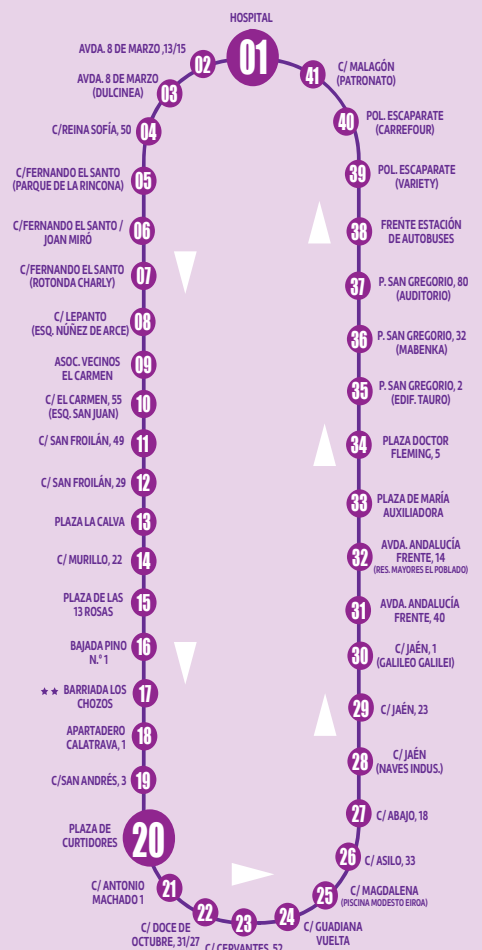 HOSPITAL
01
AVDA. 8 DE MARZO ,13/15
02
AVDA. 8 DE MARZO
(DULCINEA)
03
C/REINA SOFÍA, 50
04
C/FERNANDO EL SANTO
(PARQUE DE LA RINCONA)
05
C/FERNANDO EL SANTO /
JOAN MIRÓ
06
C/FERNANDO EL SANTO
(ROTONDA CHARLY)
07
C/ LEPANTO
(ESQ. NÚÑEZ DE ARCE)
08
ASOC. VECINOS
EL CARMEN
09
C/ EL CARMEN, 55
(ESQ. SAN JUAN)
10
C/ SAN FROILÁN, 49
11
C/ SAN FROILÁN, 29
12
PLAZA LA CALVA
13
C/ MURILLO, 22
14
PLAZA DE LAS
13 ROSAS
15
BAJADA PINO
N.º 1
16
★★ BARRIADA LOS
CHOZOS
17
APARTADERO
CALATRAVA, 1
18
C/SAN ANDRÉS, 3
19
PLAZA DE
CURTIDORES
20
C/ ANTONIO
MACHADO 1
21
C/ DOCE DE
OCTUBRE, 31/27
22
C/ CERVANTES, 52
23
C/ GUADIANA
VUELTA
24
C/ MAGDALENA
(PISCINA MODESTO EIROA)
25
C/ ASILO, 33
26
C/ ABAJO, 18
27
C/ JAÉN
(NAVES INDUS.)
28
C/ JAÉN, 23
29
C/ JAÉN, 1
(GALILEO GALILEI)
30
AVDA. ANDALUCÍA
FRENTE, 40
31
AVDA. ANDALUCÍA
FRENTE, 14
(RES. MAYORES EL POBLADO)
32
PLAZA DE MARÍA
AUXILIADORA
33
PLAZA DOCTOR
FLEMING, 5
34
P. SAN GREGORIO, 2
(EDIF. TAURO)
35
P. SAN GREGORIO, 32
(MABENKA)
36
P. SAN GREGORIO, 80
(AUDITORIO)
37
FRENTE ESTACIÓN
DE AUTOBUSES
38
POL. ESCAPARATE
(VARIETY)
39
POL. ESCAPARATE
(CARREFOUR)
40
C/ MALAGÓN
(PATRONATO)
41